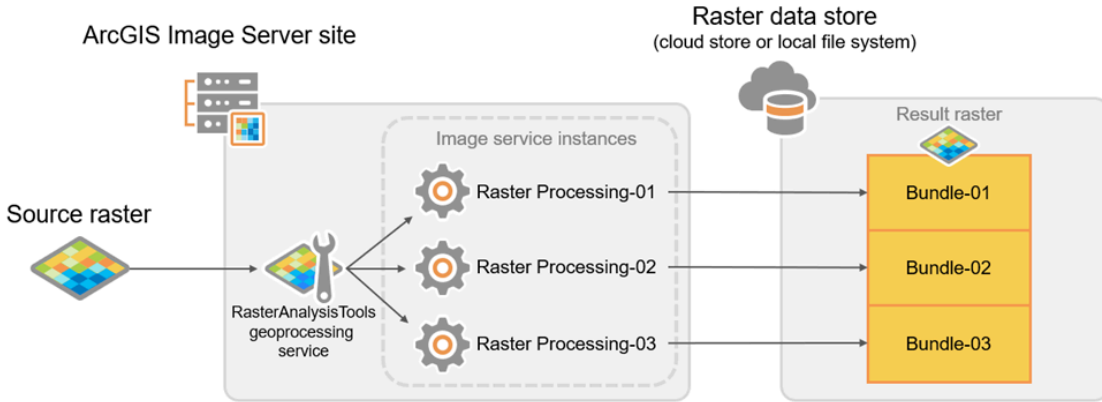 ArcGIS Image Server site
Raster data store
(cloud store or local file system)
Image service instances
Result raster
Source raster
RasterAnalysisTools
geoprocessing
service
Raster Processing-01
Bundle-01
Raster Processing-02
Bundle-02
Raster Processing-03
Bundle-03